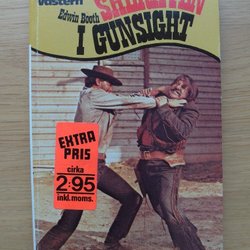 Västern
SHERIFFEN
Edwin Booth
I GUNSIGHT
EXTRA
PRIS
cirka
2:95
inkl. moms.